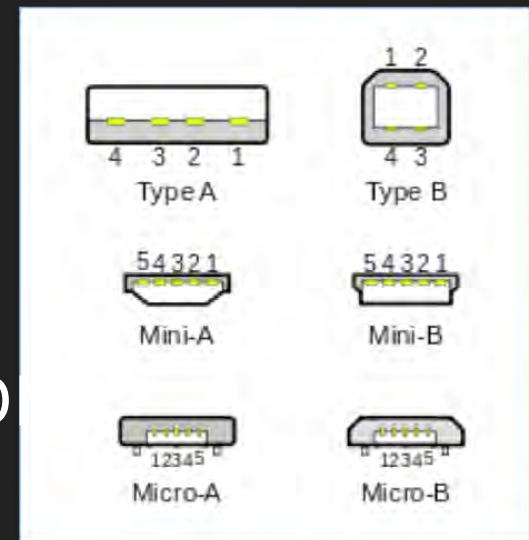 1 2
4 3 2 1
4 3
Type A
Type B
54321
54321
Mini-A
Mini-B
12345
12345
Micro-A
Micro-B